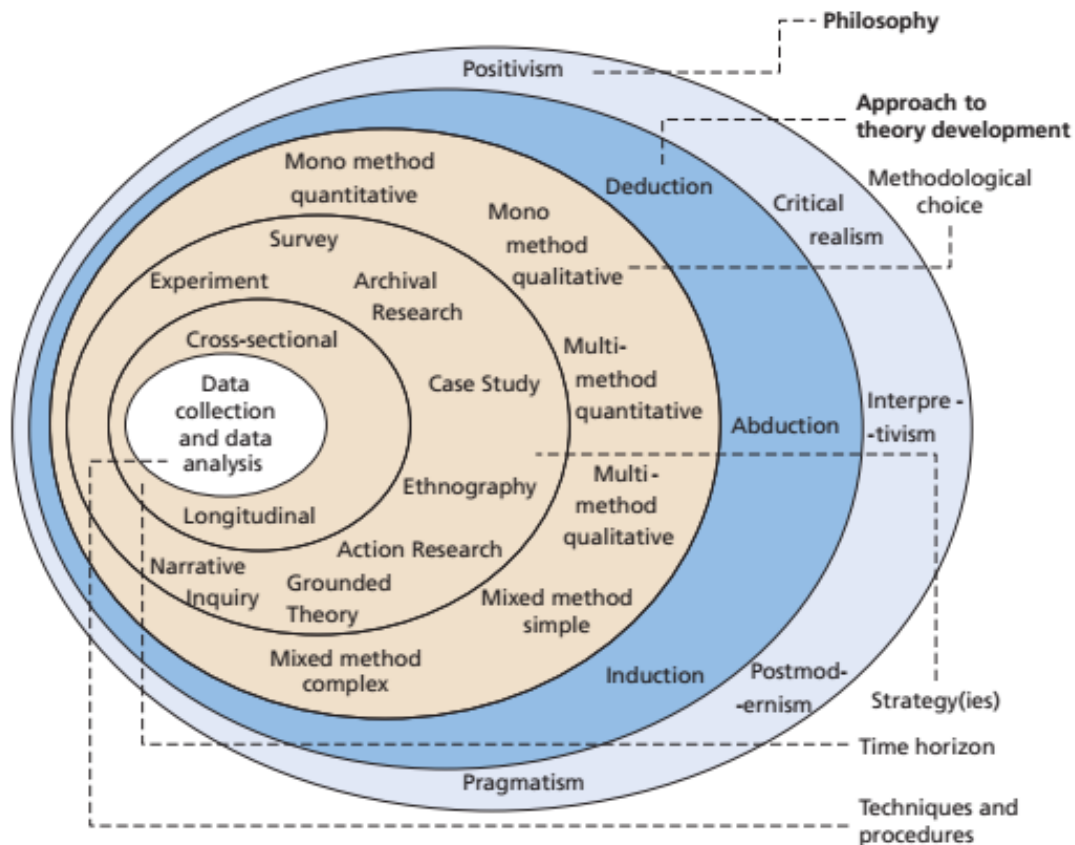 Philosophy
Positivism
Approach to
theory development
Mono method
quantitative
Deduction
Methodological
choice
Mono
method
qualitative
Critical
realism
Survey
Experiment
Archival
Research
Cross-sectional
Multi-
method
quantitative
Data
collection
and data
analysis
Case Study
Abduction
Interpre -
-tivism
Ethnography
Multi -
method
qualitative
Longitudinal
Action Research
Narrative
Inquiry
Grounded
Theory
Mixed method
simple
Mixed method
complex
Induction
Postmod-
-ernism
Strategy(ies)
Time horizon
Pragmatism
Techniques and
procedures